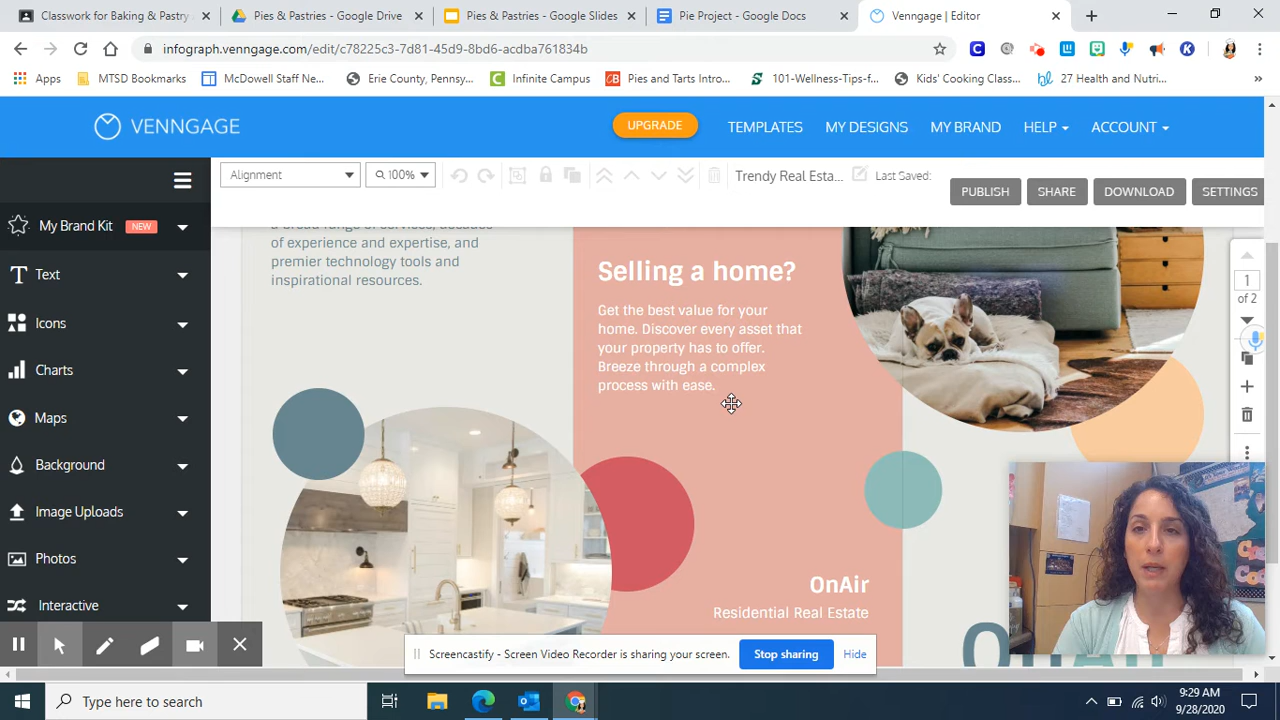 Classwork for Baking & Pastry
Pies & Pastries - Google Drive
Pies & Pastries - Google Slides
Pie Project - Google Docs
Venngage | Editor
infograph.venngage.com/edit/c78225c3-7d81-45d9-8bd6-acdba761834b
Apps
MTSD Bookmarks
McDowell Staff Ne...
Erie County, Pennsy...
Infinite Campus
Pies and Tarts Intro...
101-Wellness-Tips-f...
Kids' Cooking Class...
27 Health and Nutri...
VENNGAGE
UPGRADE
TEMPLATES
MY DESIGNS
MY BRAND
HELP
ACCOUNT
Alignment
100%
Trendy Real Esta...
Last Saved:
PUBLISH
SHARE
DOWNLOAD
SETTINGS
My Brand Kit
NEW
Text
Icons
Charts
Maps
Background
Image Uploads
Photos
Interactive
of experience and expertise, and
premier technology tools and
inspirational resources.
Selling a home?
Get the best value for your
home. Discover every asset that
your property has to offer.
Breeze through a complex
process with ease.
OnAir
Residential Real Estate
1
of 2
Screencastify - Screen Video Recorder is sharing your screen.
Stop sharing
Hide
Type here to search
9:29 AM
9/28/2020